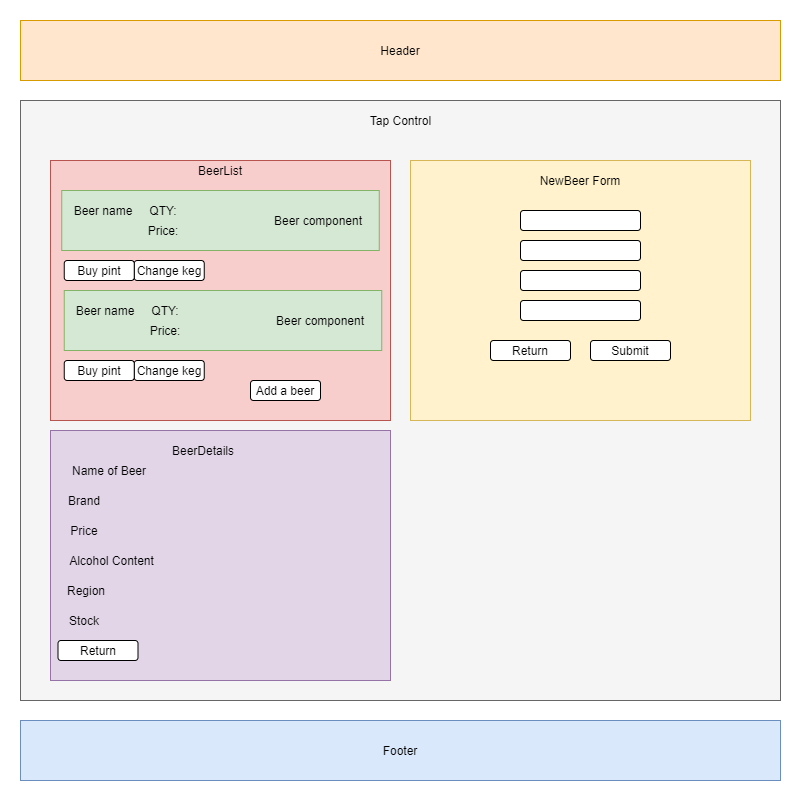 Header
Tap Control
BeerList
Beer name QTY:
Price:
Beer component
Buy pint Change keg
Beer name QTY:
Price:
Beer component
Buy pint Change keg
Add a beer
NewBeer Form
Return Submit
BeerDetails
Name of Beer
Brand
Price
Alcohol Content
Region
Stock
Return
Footer